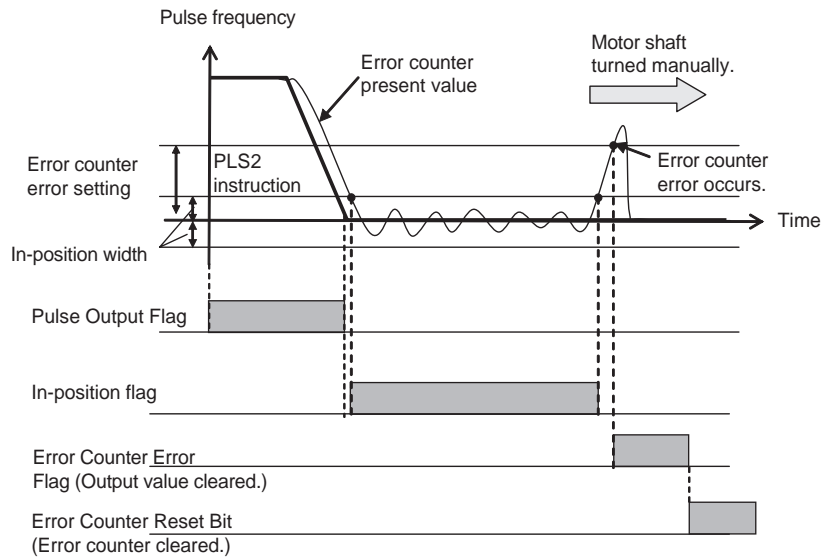 Pulse frequency
Error counter
present value
Motor shaft
turned manually.
Error counter
error setting
PLS2
instruction
Error counter
error occurs.
Time
In-position width
Pulse Output Flag
In-position flag
Error Counter Error
Flag (Output value cleared.)
Error Counter Reset Bit
(Error counter cleared.)